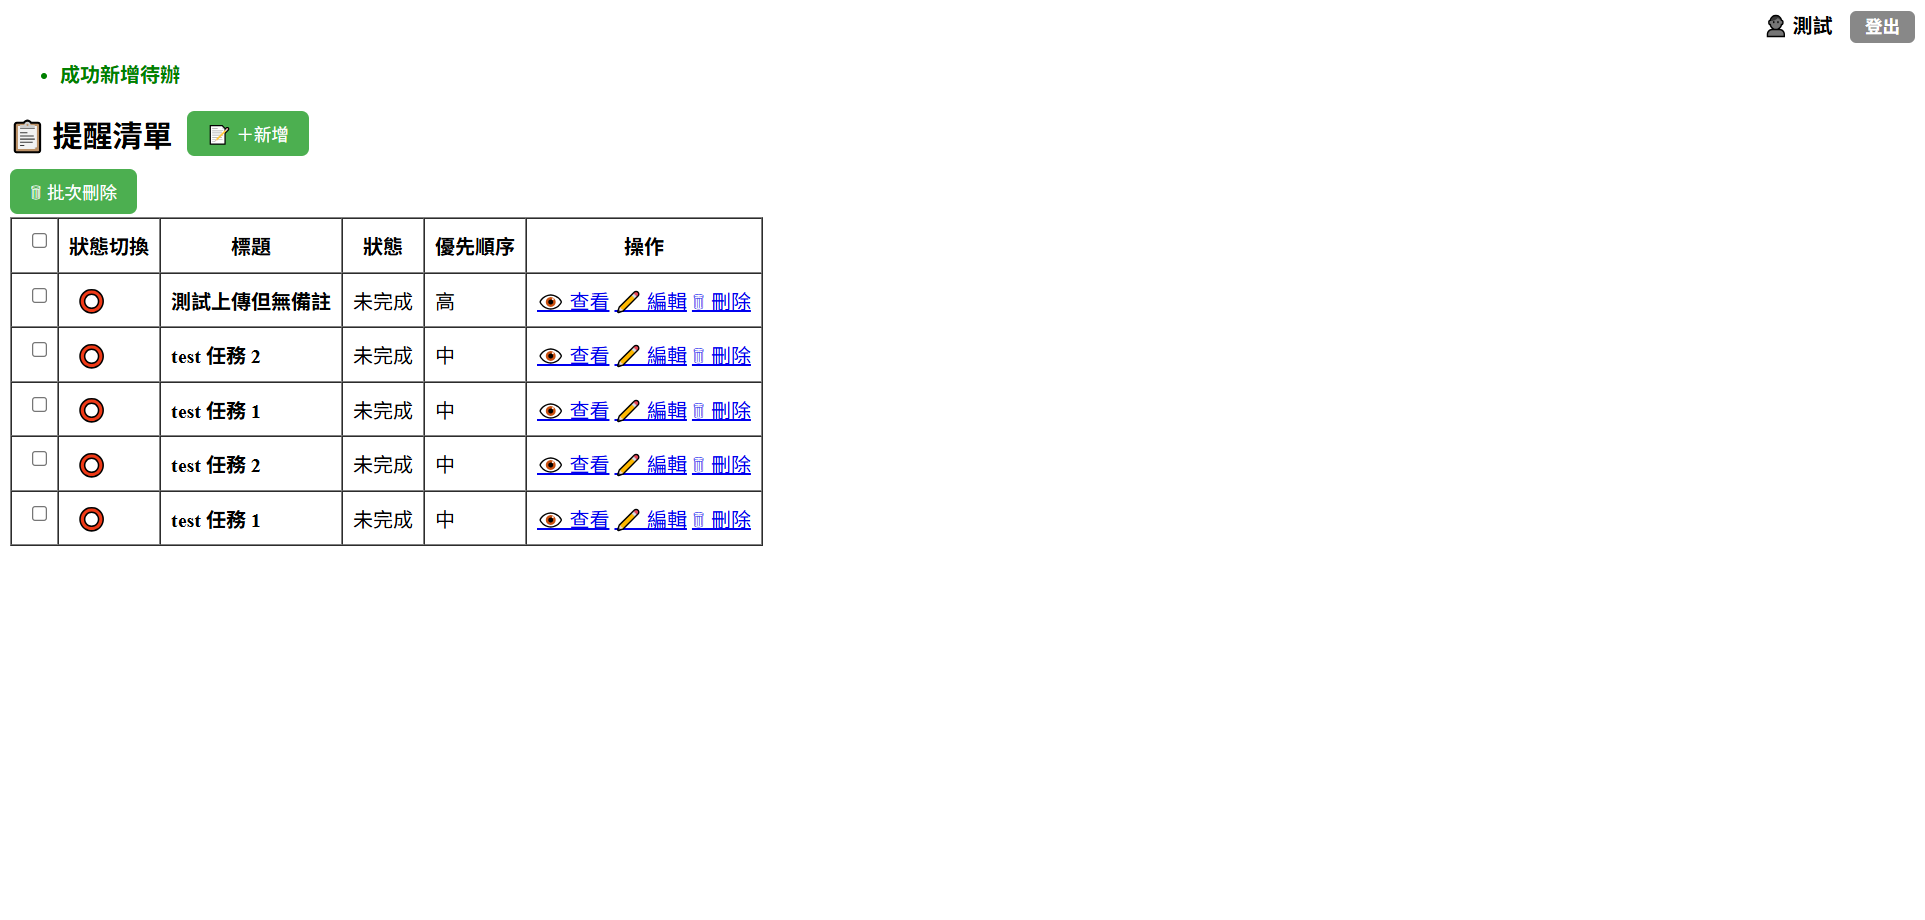 👤 測試 登出
成功新增待辦
📋 提醒清單 📝 ＋新增
🗑 批次刪除
狀態切換 標題 狀態 優先順序 操作
⭕ 測試上傳但無備註 未完成 高 👁 查看 ✏ 編輯 🗑 刪除
⭕ test 任務 2 未完成 中 👁 查看 ✏ 編輯 🗑 刪除
⭕ test 任務 1 未完成 中 👁 查看 ✏ 編輯 🗑 刪除
⭕ test 任務 2 未完成 中 👁 查看 ✏ 編輯 🗑 刪除
⭕ test 任務 1 未完成 中 👁 查看 ✏ 編輯 🗑 刪除